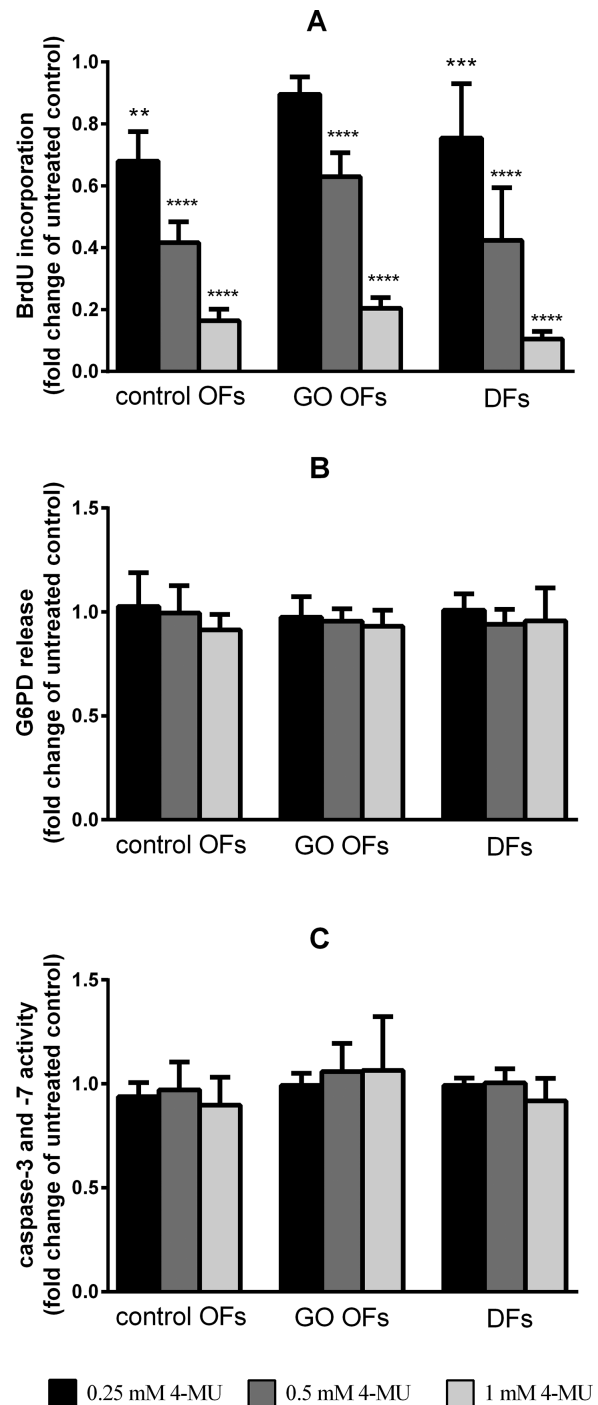 A
BrdU incorporation
(fold change of untreated control)
1.0
0.8
0.6
0.4
0.2
0.0
**
****
****
****
****
***
****
****
control OFs
GO OFs
DFs
B
G6PD release
(fold change of untreated control)
1.5
1.0
0.5
0.0
control OFs
GO OFs
DFs
C
caspase-3 and -7 activity
(fold change of untreated control)
1.5
1.0
0.5
0.0
control OFs
GO OFs
DFs
0.25 mM 4-MU
0.5 mM 4-MU
1 mM 4-MU